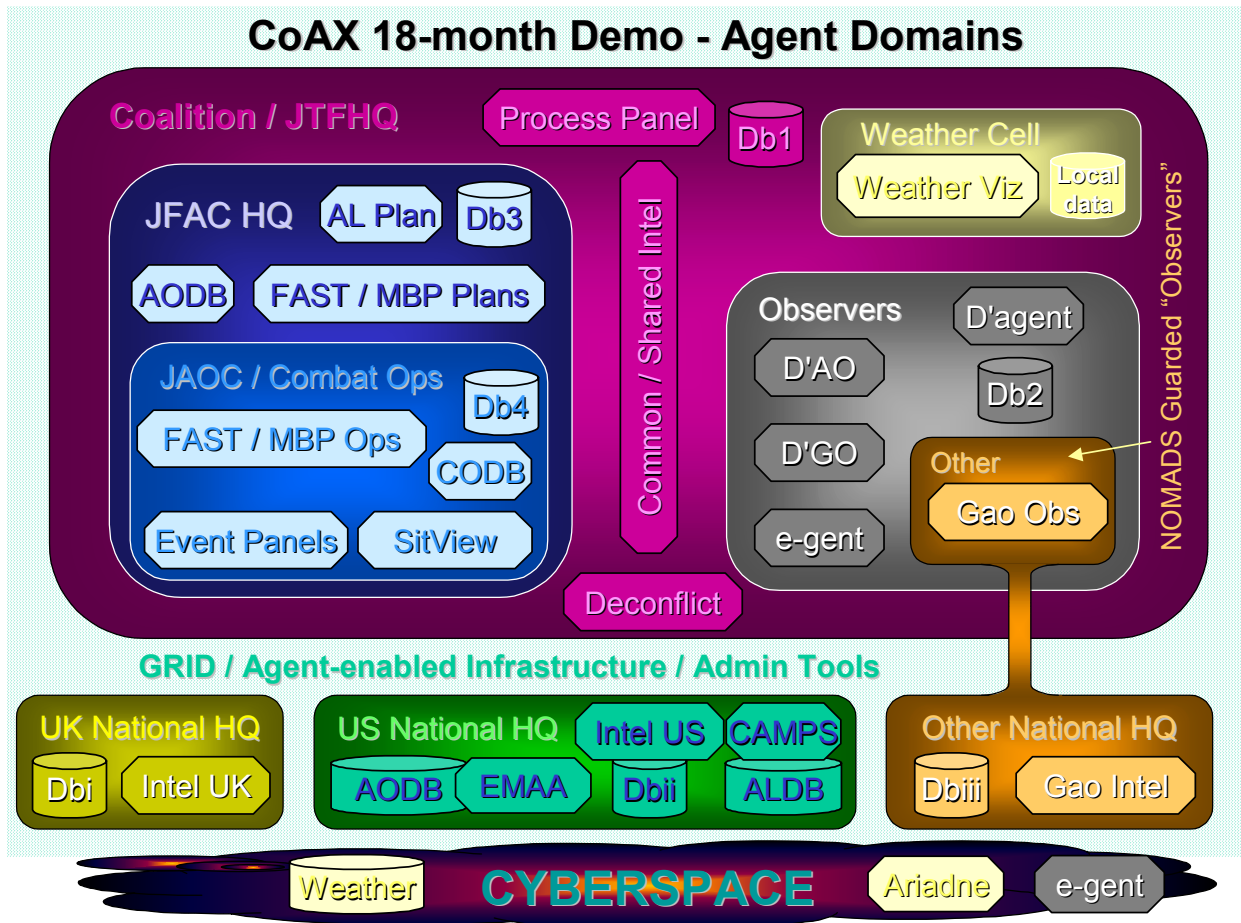 CoAX 18-month Demo - Agent Domains
Coalition / JTFHQ
Process Panel
Db1
Weather Cell
Weather Viz
Local
data
NOMADS Guarded “Observers”
JFAC HQ
AL Plan
Db3
AODB
FAST / MBP Plans
Common / Shared Intel
JAOC / Combat Ops
Db4
FAST / MBP Ops
CODB
Event Panels
SitView
Observers
D'agent
D'AO
Db2
D'GO
Other
Gao Obs
e-gent
Deconflict
GRID / Agent-enabled Infrastructure / Admin Tools
UK National HQ
Dbi
Intel UK
US National HQ
Intel US
CAMPS
AODB
EMAA
Dbii
ALDB
Other National HQ
Dbiii
Gao Intel
Weather
CYBERSPACE
Ariadne
e-gent